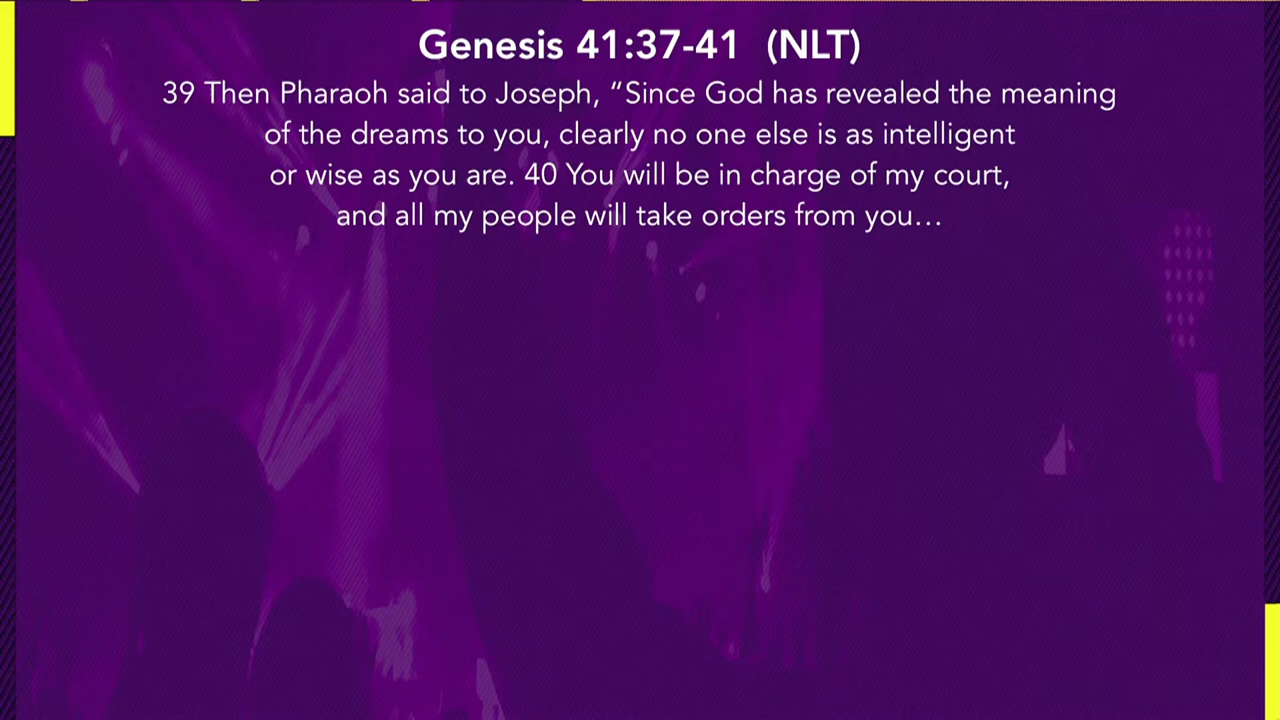 Genesis 41:37-41 (NLT)
39 Then Pharaoh said to Joseph, “Since God has revealed the meaning
of the dreams to you, clearly no one else is as intelligent
or wise as you are. 40 You will be in charge of my court,
and all my people will take orders from you…